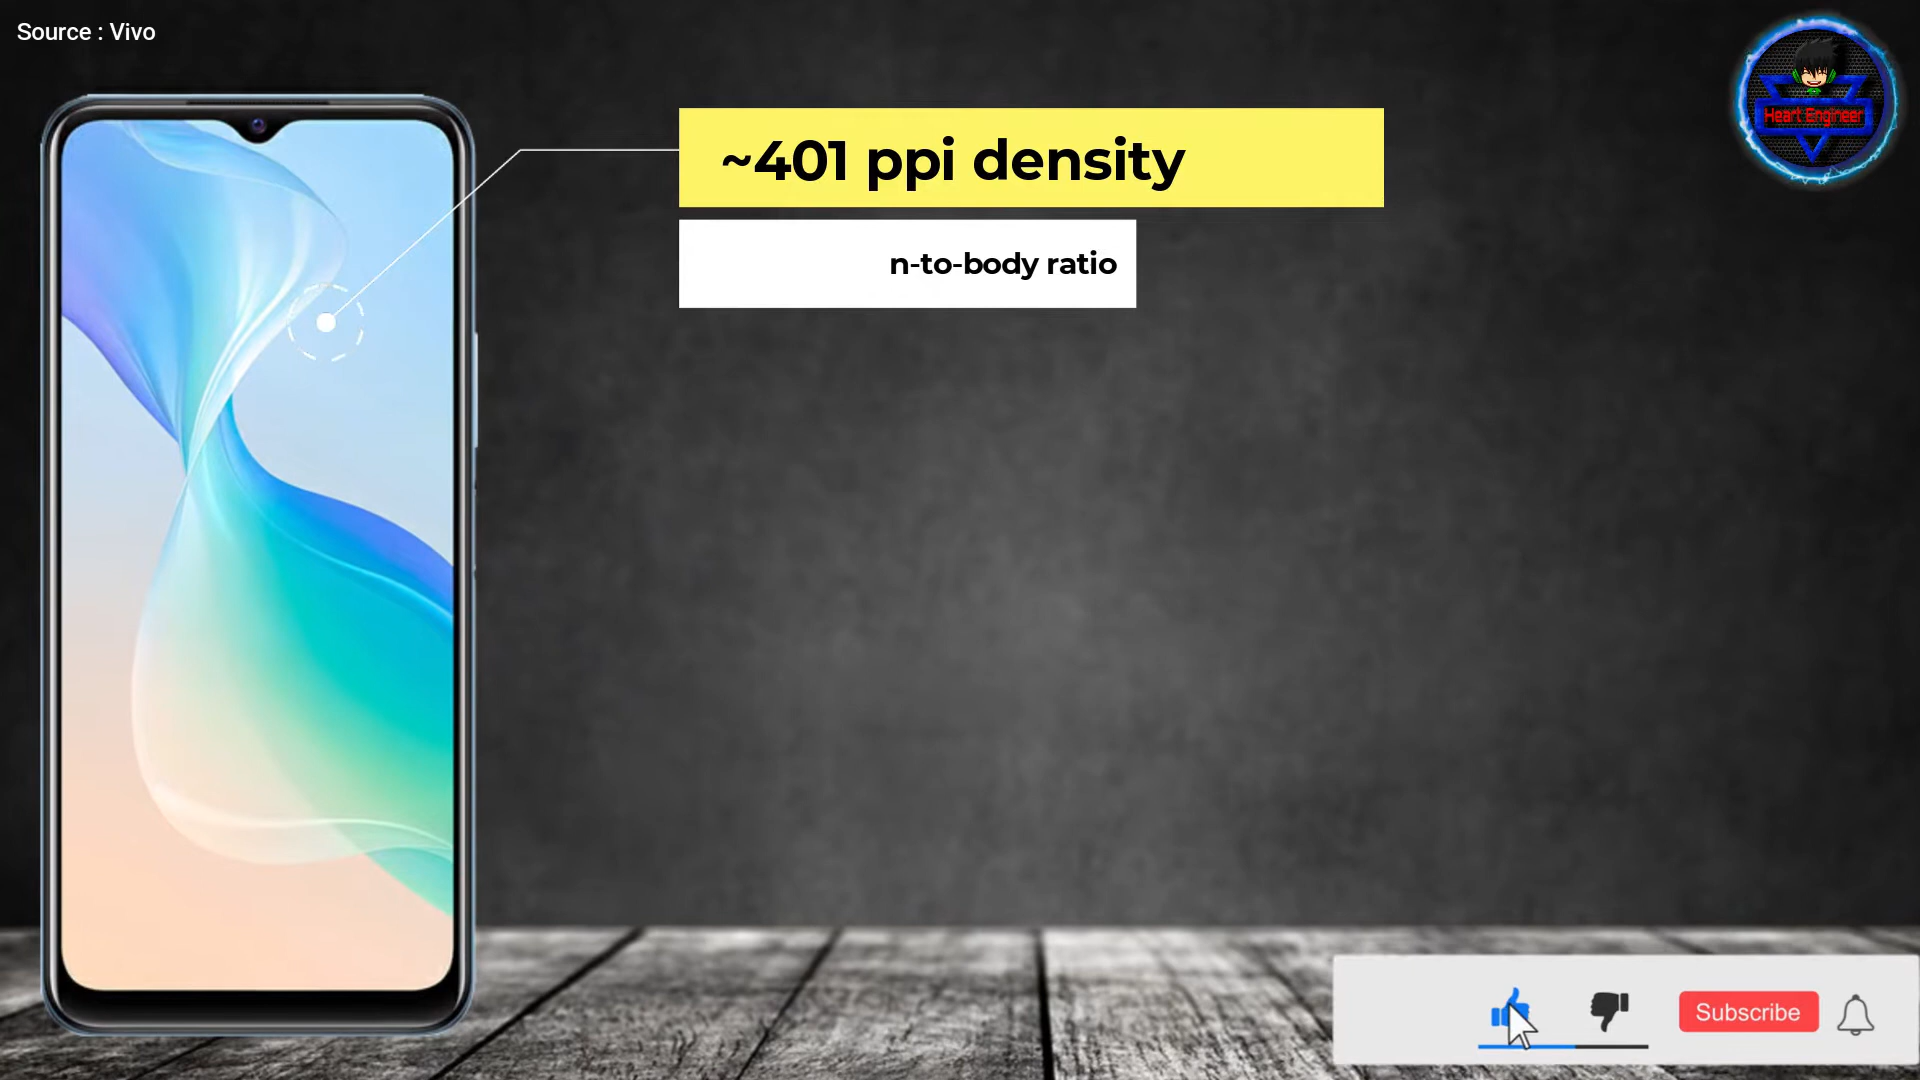 Source : Vivo
Heart Engineer
~401 ppi density
n-to-body ratio
Subscribe